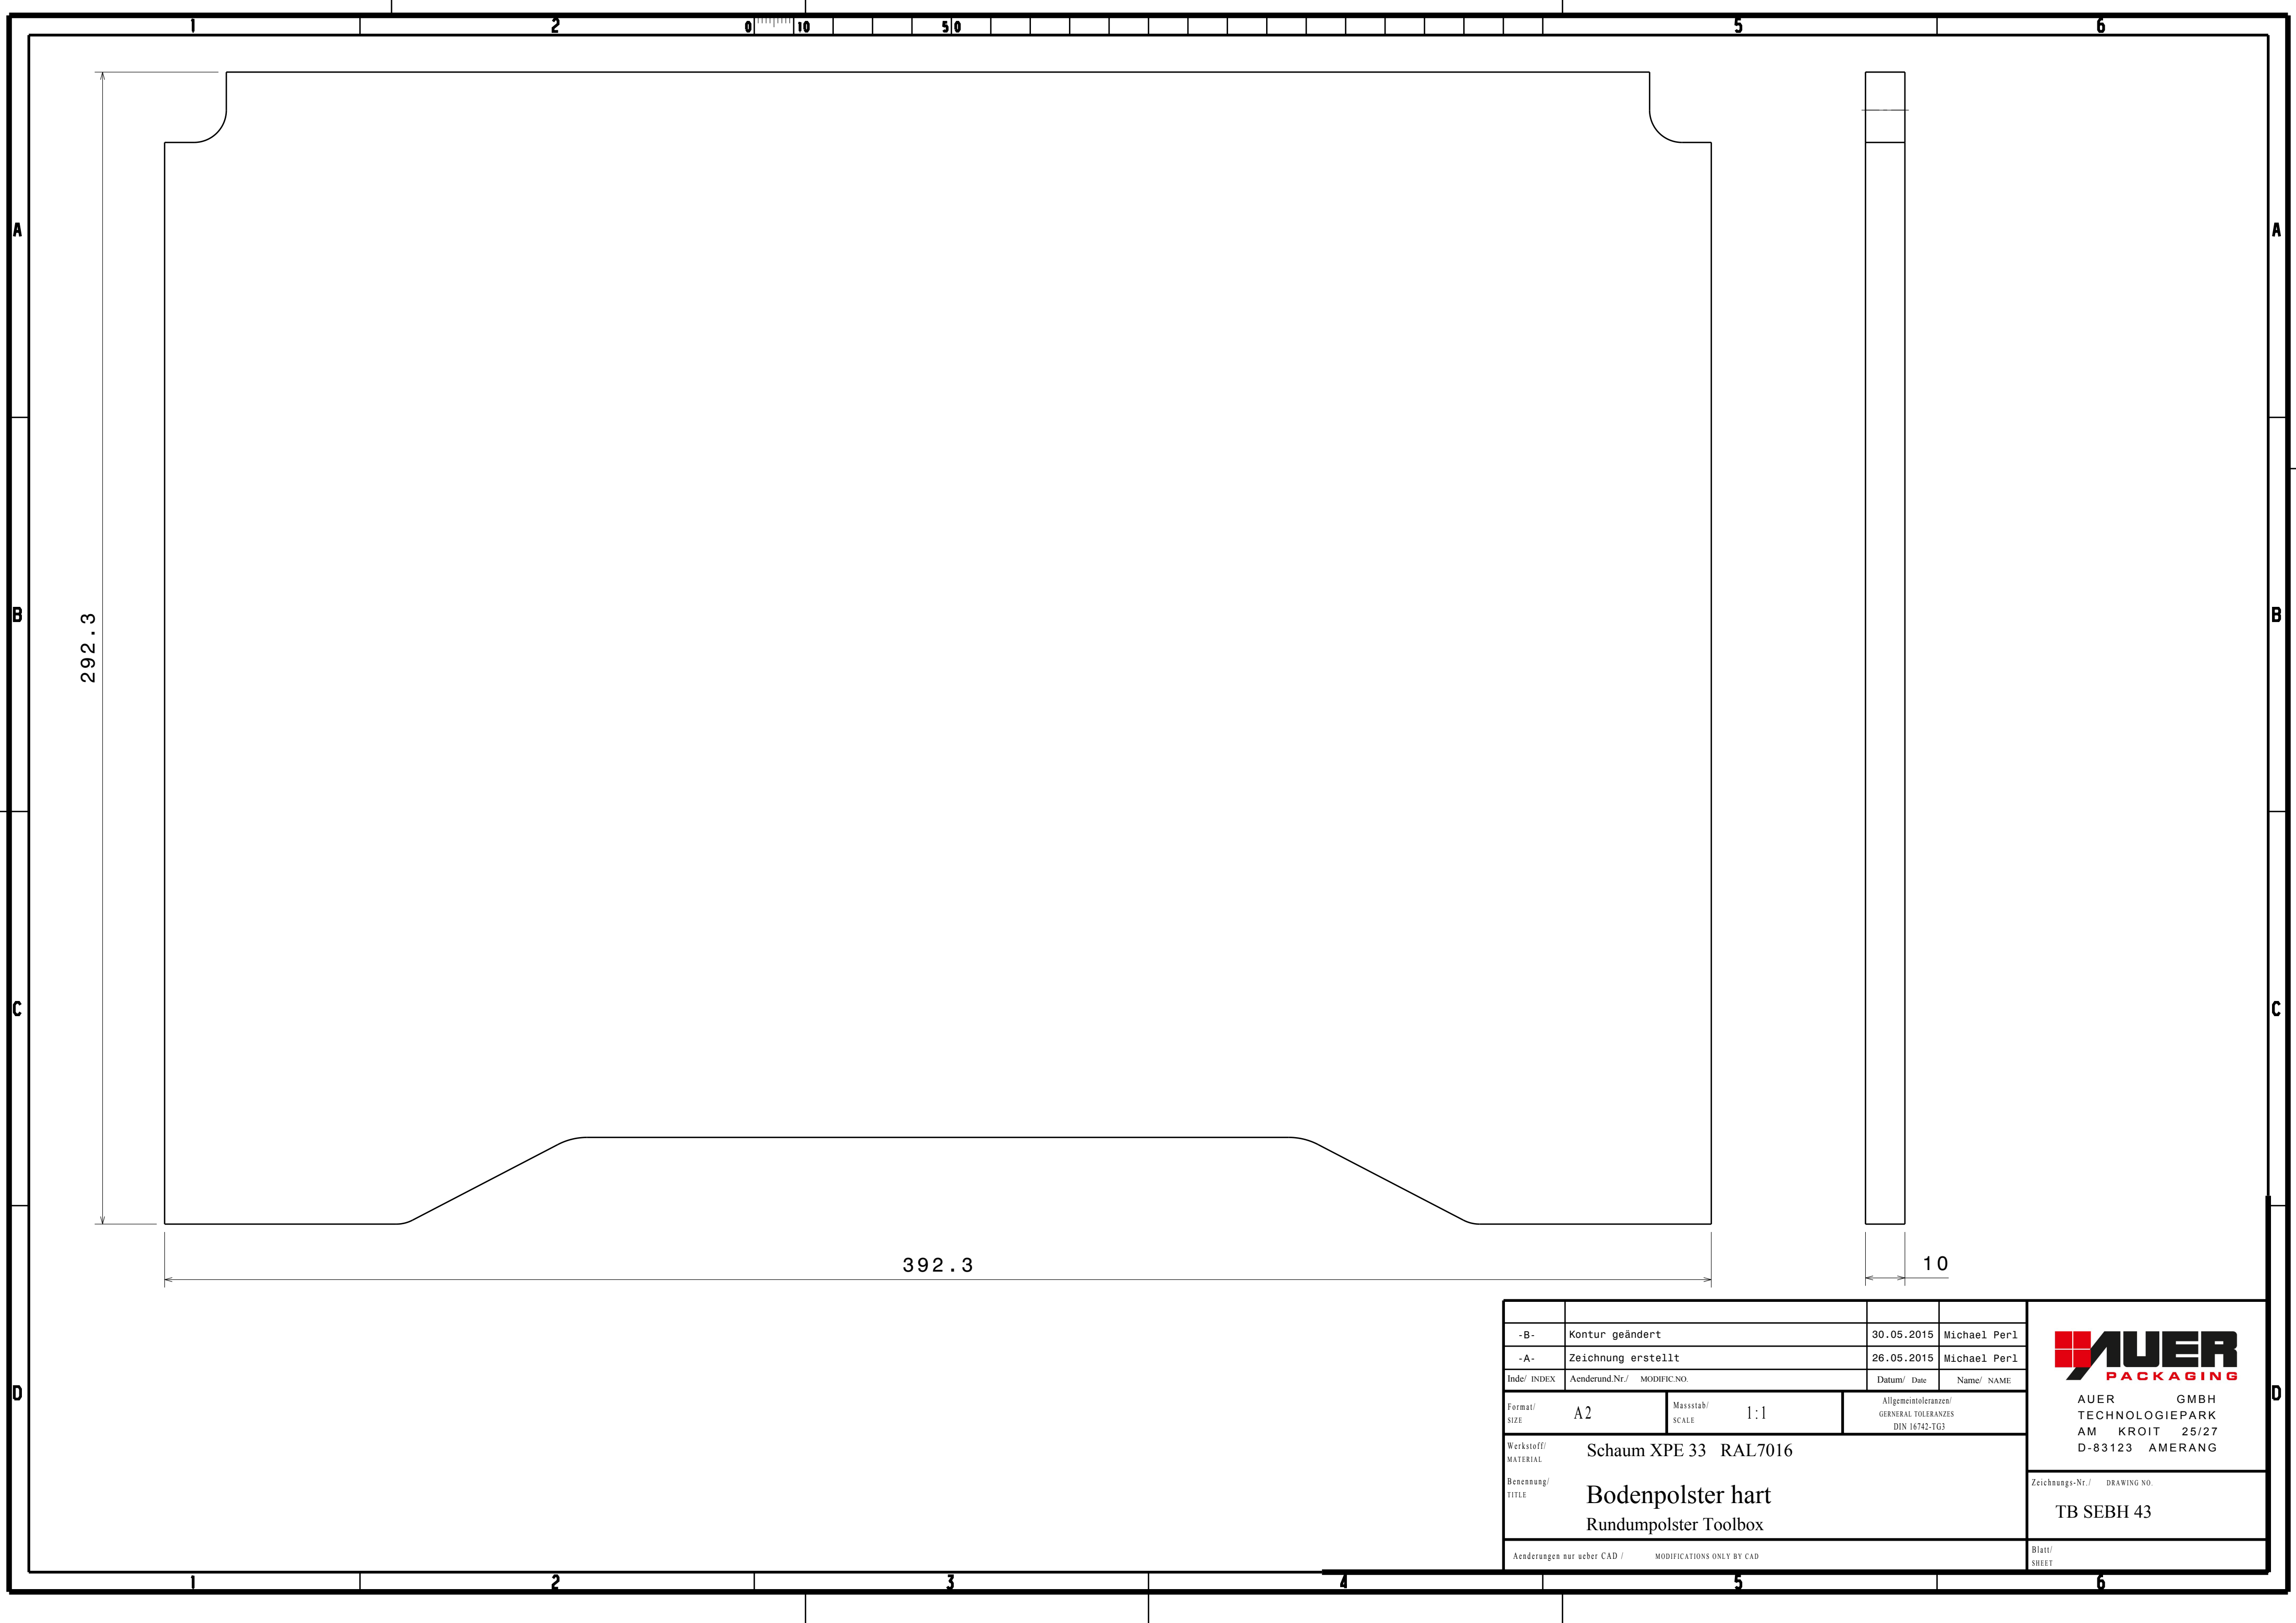 1 2 0 10 50 5 6
A A
B B
C C
D D
292.3
392.3
10
-B- Kontur geändert 30.05.2015 Michael Perl
-A- Zeichnung erstellt 26.05.2015 Michael Perl
Inde/ INDEX Aenderund.Nr./ MODIFIC.NO. Datum/ Date Name/ NAME
Format/
SIZE
A2
Massstab/
SCALE
1:1
Allgemeintoleranzen/
GERNERAL TOLERANZES
DIN 16742-TG3
Werkstoff/
MATERIAL
Schaum XPE 33 RAL7016
Benennung/
TITLE
Bodenpolster hart
Rundumpolster Toolbox
Aenderungen nur ueber CAD / MODIFICATIONS ONLY BY CAD
AUER
PACKAGING
AUER GMBH
TECHNOLOGIEPARK
AM KROIT 25/27
D-83123 AMERANG
Zeichnungs-Nr./ DRAWING NO.
TB SEBH 43
Blatt/
SHEET
1 2 3 4 5 6